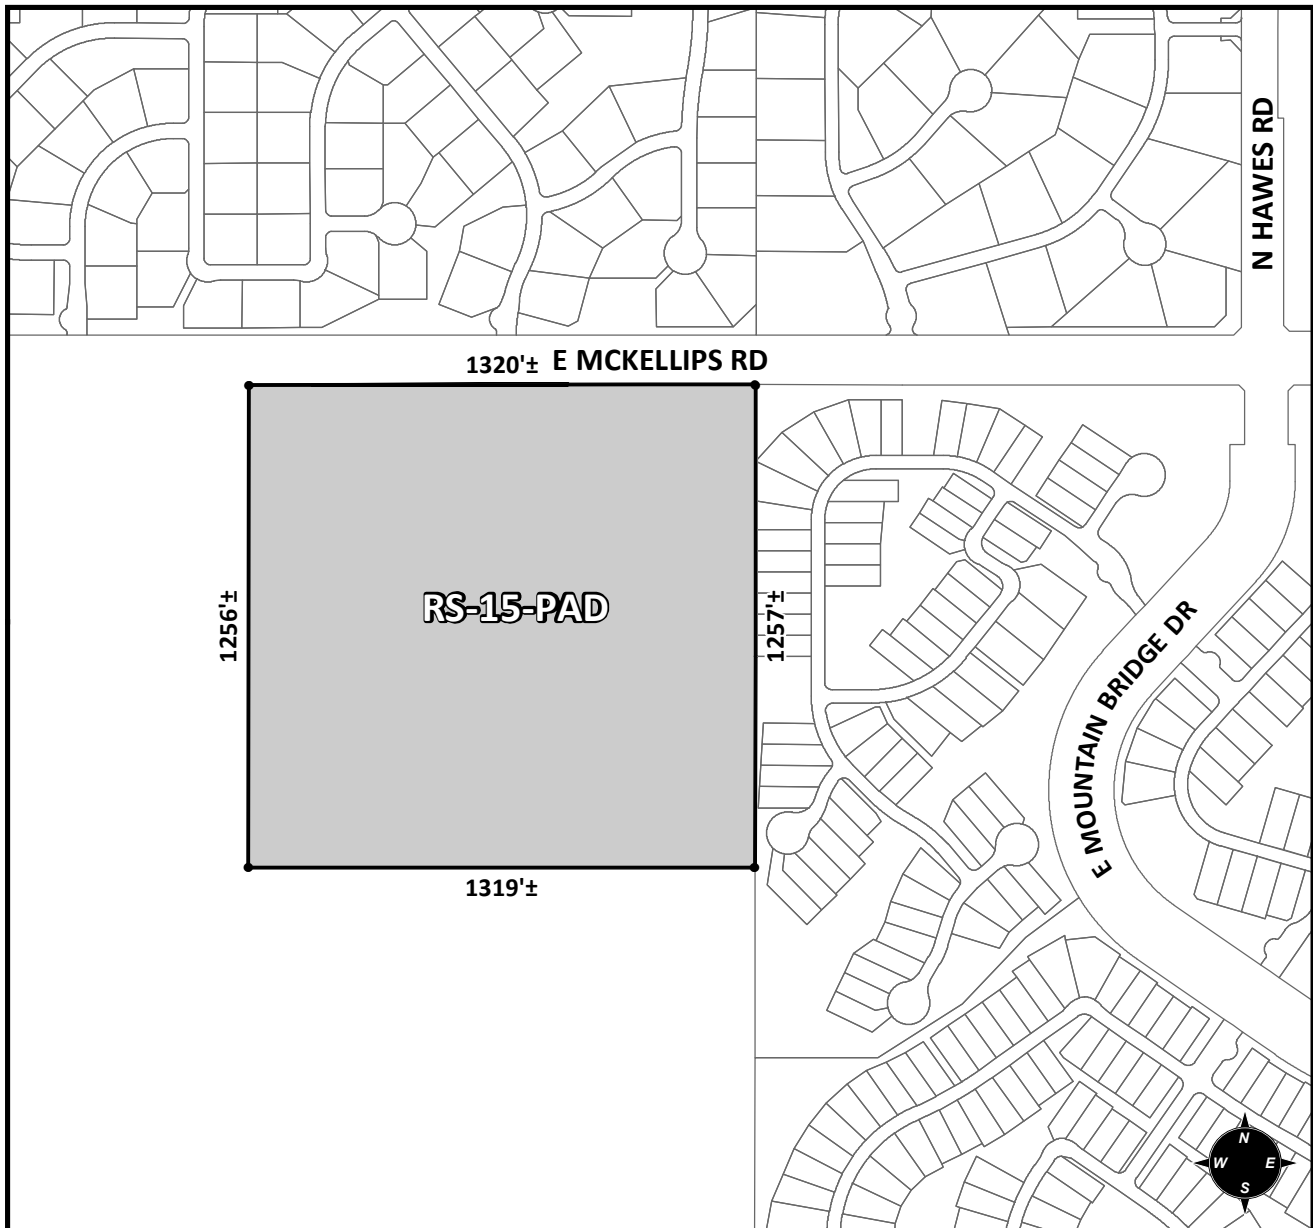 N HAWES RD
1320'± E MCKELLIPS RD
RS-15-PAD
1256'±
1257'±
E MOUNTAIN BRIDGE DR
1319'±
N
W E
S